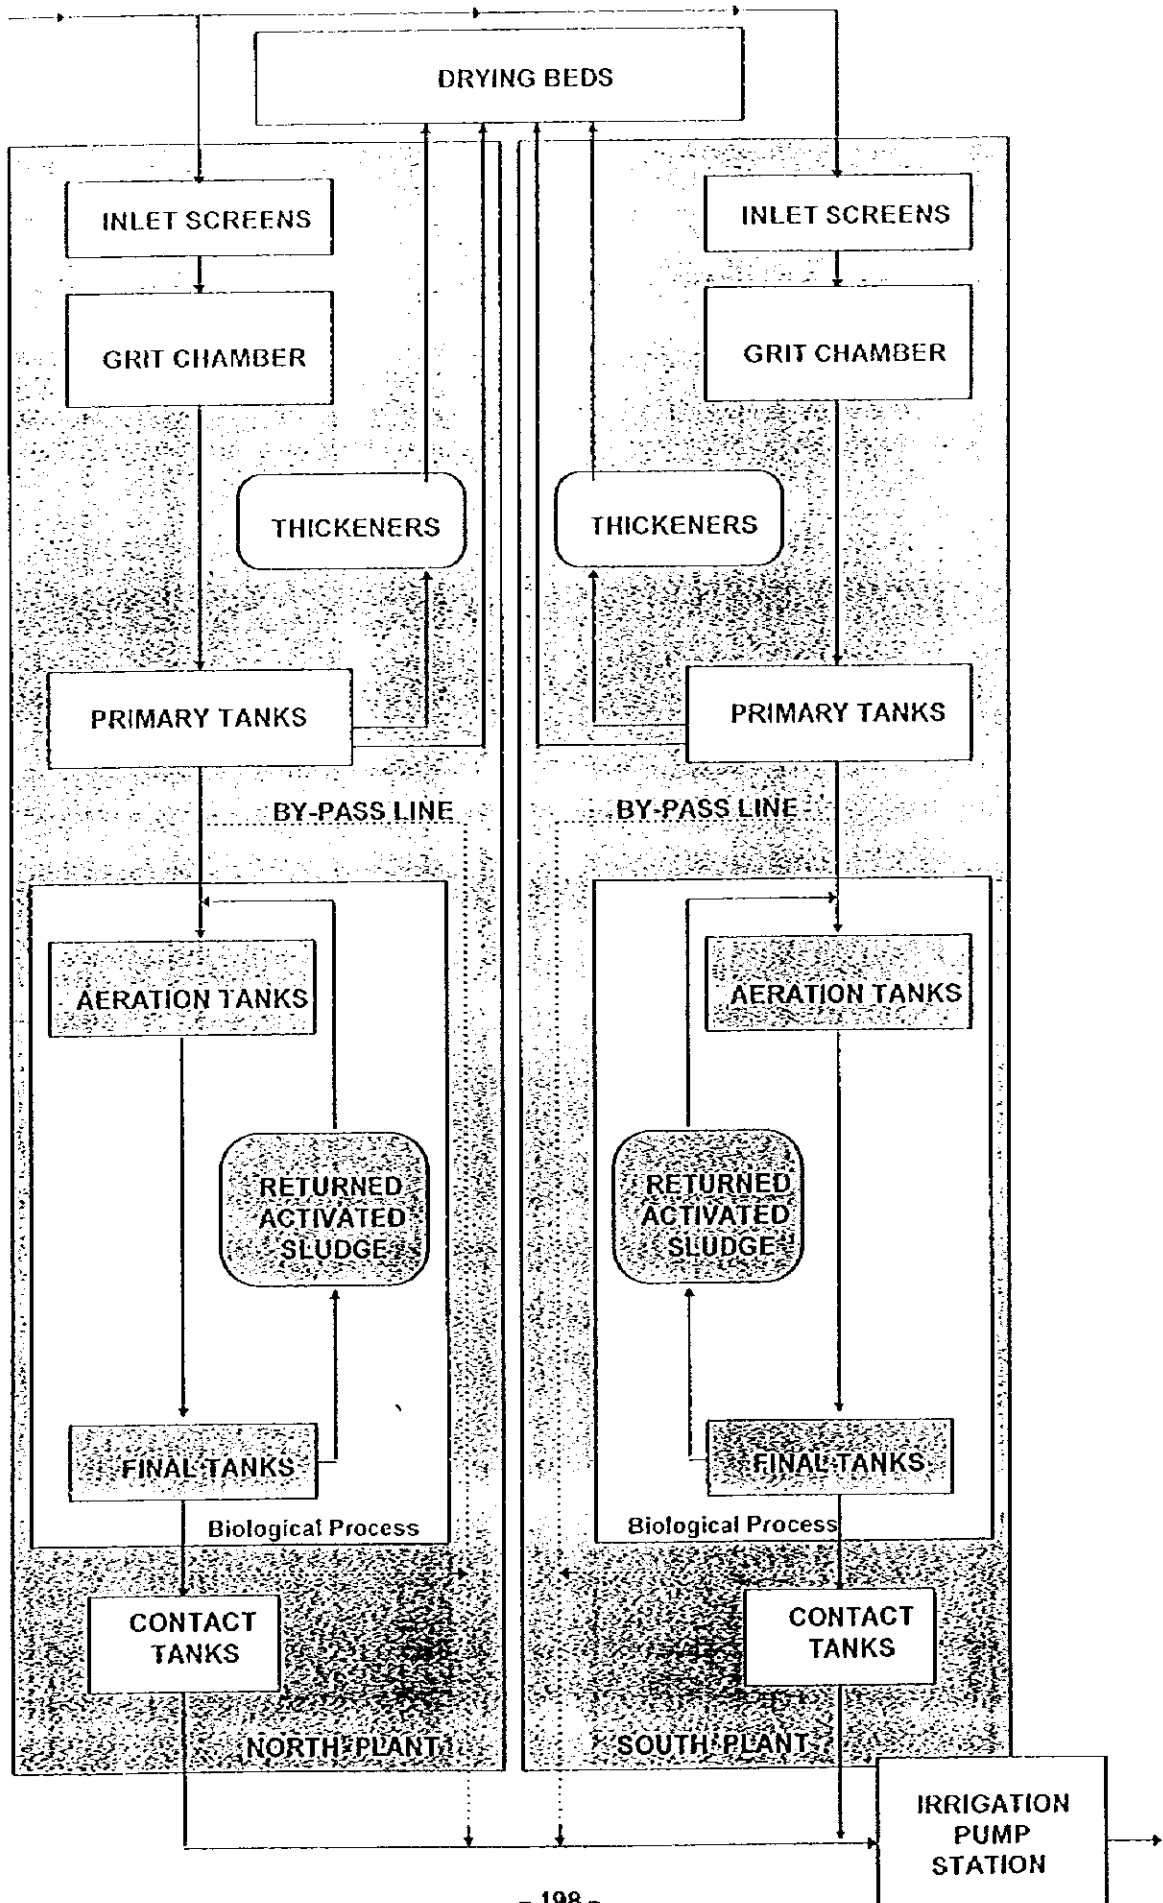 DRYING BEDS
INLET SCREENS
GRIT CHAMBER
THICKENERS
PRIMARY TANKS
BY-PASS LINE
AERATION TANKS
RETURNED
ACTIVATED
SLUDGE
FINAL TANKS
Biological Process
CONTACT
TANKS
NORTH PLANT
INLET SCREENS
GRIT CHAMBER
THICKENERS
PRIMARY TANKS
BY-PASS LINE
AERATION TANKS
RETURNED
ACTIVATED
SLUDGE
FINAL TANKS
Biological Process
CONTACT
TANKS
SOUTH PLANT
IRRIGATION
PUMP
STATION
- 198 -